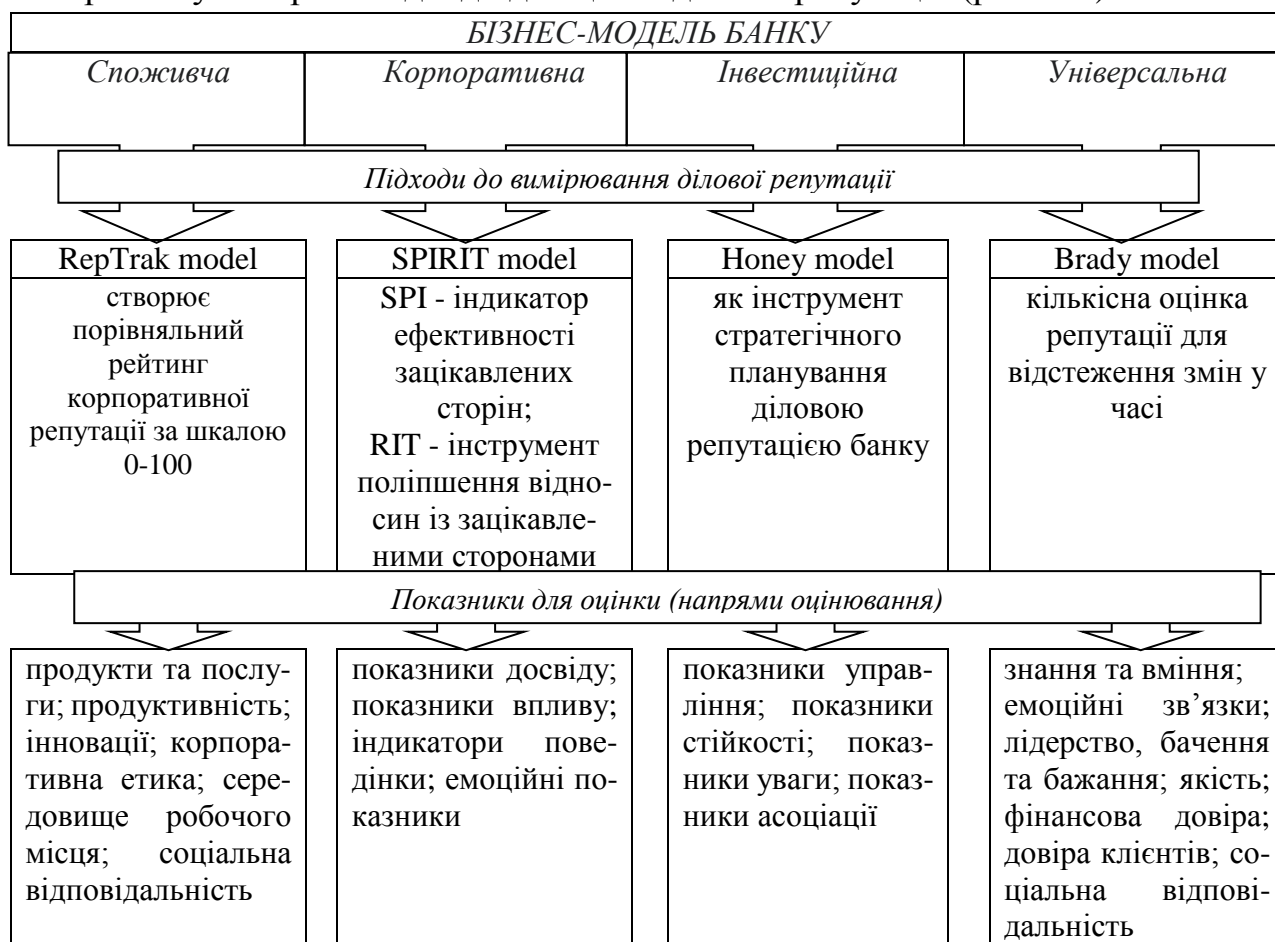 БІЗНЕС-МОДЕЛЬ БАНКУ
Споживча
Корпоративна
Інвестиційна
Універсальна
Підходи до вимірювання ділової репутації
RepTrak model
створює
порівняльний
рейтинг
корпоративної
репутації за шкалою
0-100
SPIRIT model
SPI - індикатор
ефективності
зацікавлених
сторін;
RIT - інструмент
поліпшення відно-
син із зацікавле-
ними сторонами
Honey model
як інструмент
стратегічного
планування
діловою
репутацією банку
Brady model
кількісна оцінка
репутації для
відстеження змін у
часі
Показники для оцінки (напрями оцінювання)
продукти та послу-
ги; продуктивність;
інновації; корпора-
тивна етика; сере-
довище робочого
місця; соціальна
відповідальність
показники досвіду;
показники впливу;
індикатори пове-
дінки; емоційні по-
казники
показники управ-
ління; показники
стійкості; показ-
ники уваги; показ-
ники асоціації
знання та вміння;
емоційні зв’язки;
лідерство, бачення
та бажання; якість;
фінансова довіра;
довіра клієнтів; со-
ціальна відпові-
дальність